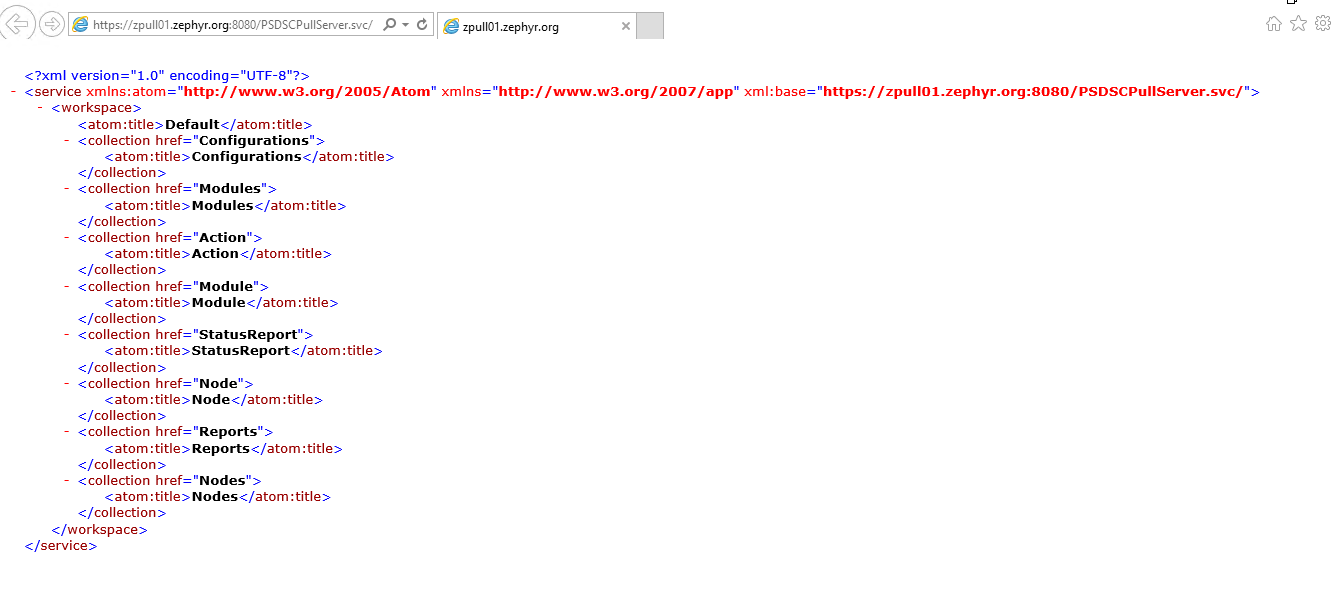 https://zpull01.zephyr.org:8080/PSDSCPullServer.svc/
zpull01.zephyr.org
<?xml version="1.0" encoding="UTF-8"?>
- <service xmlns:atom="http://www.w3.org/2005/Atom" xmlns="http://www.w3.org/2007/app" xml:base="https://zpull01.zephyr.org:8080/PSDSCPullServer.svc/">
- <workspace>
<atom:title>Default</atom:title>
- <collection href="Configurations">
<atom:title>Configurations</atom:title>
</collection>
- <collection href="Modules">
<atom:title>Modules</atom:title>
</collection>
- <collection href="Action">
<atom:title>Action</atom:title>
</collection>
- <collection href="Module">
<atom:title>Module</atom:title>
</collection>
- <collection href="StatusReport">
<atom:title>StatusReport</atom:title>
</collection>
- <collection href="Node">
<atom:title>Node</atom:title>
</collection>
- <collection href="Reports">
<atom:title>Reports</atom:title>
</collection>
- <collection href="Nodes">
<atom:title>Nodes</atom:title>
</collection>
</workspace>
</service>